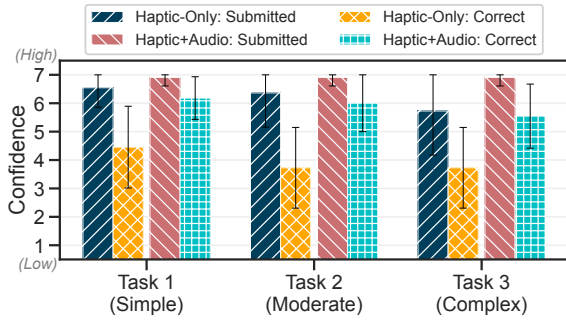 Haptic-Only: Submitted
Haptic-Only: Correct
Haptic+Audio: Submitted
Haptic+Audio: Correct
(High)
7
6
5
4
3
2
1
(Low)
Confidence
Task 1
(Simple)
Task 2
(Moderate)
Task 3
(Complex)